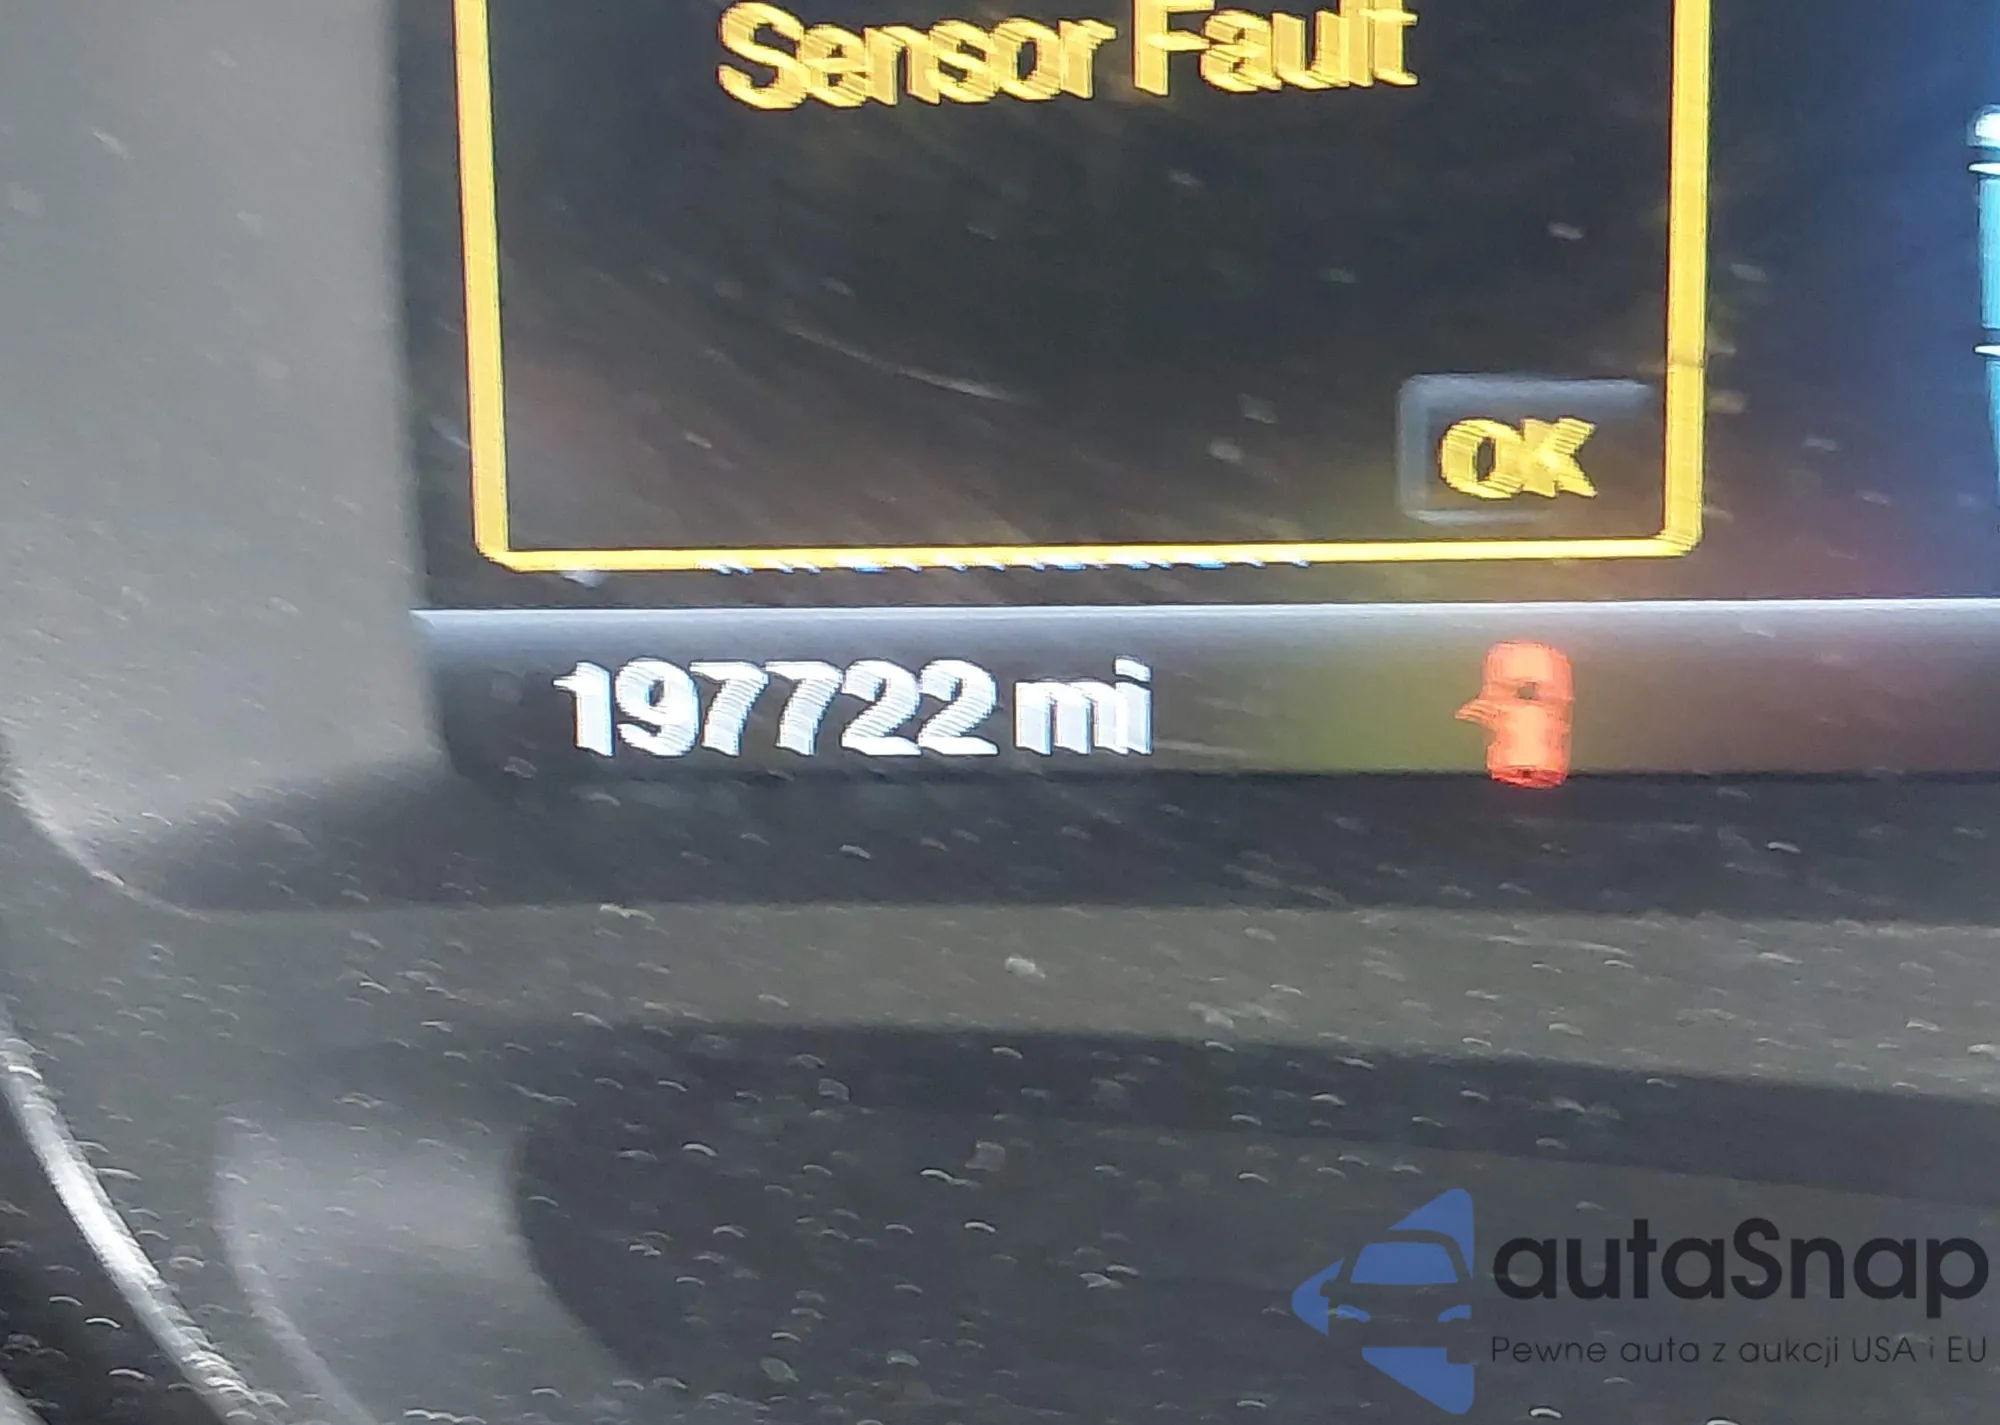 Sensor Fault
OK
197722 mi
autaSnap
Pewne auta z aukcji USA i EU